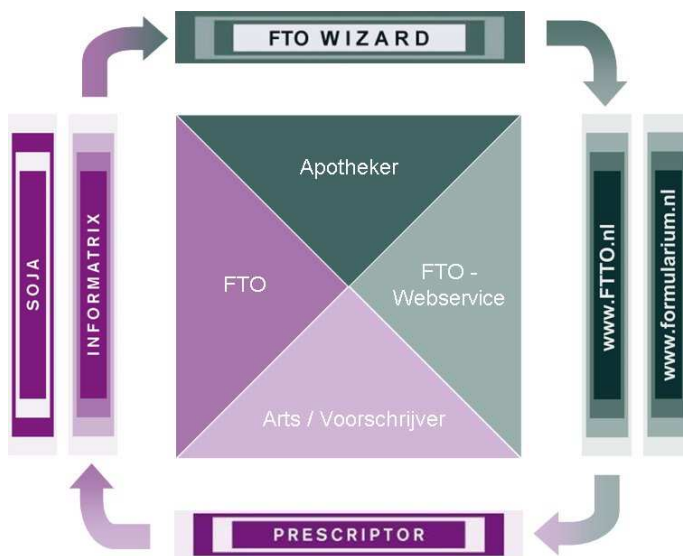 FTO WIZARD
Apotheker
FTO
FTO -
Webservice
Arts / Voorschrijver
SOJA
INFORMATRIX
www.FTTO.nl
www.formularium.nl
PRESCRIPTOR